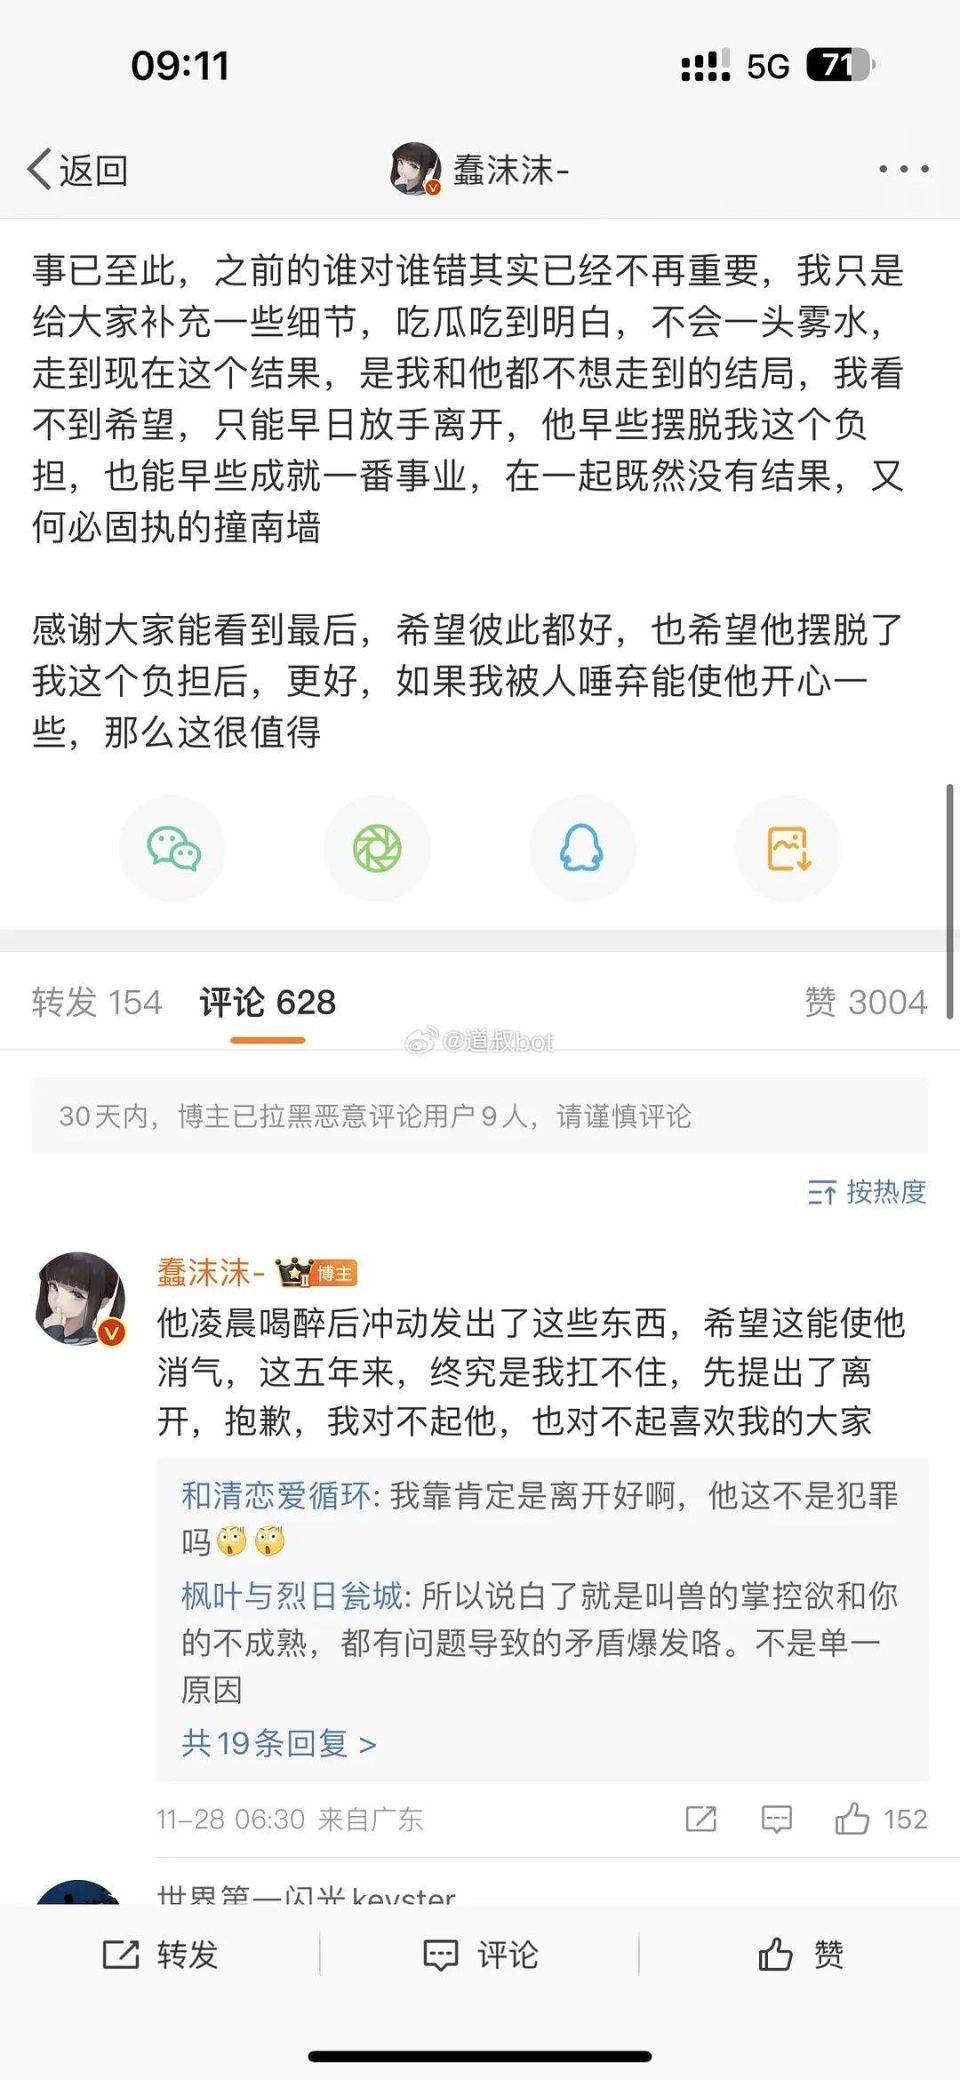 09:11
5G 71
返回
蠢沫沫-
事已至此，之前的谁对谁错其实已经不再重要，我只是
给大家补充一些细节，吃瓜吃到明白，不会一头雾水，
走到现在这个结果，是我和他都不想走到的结局，我看
不到希望，只能早日放手离开，他早些摆脱我这个负
担，也能早些成就一番事业，在一起既然没有结果，又
何必固执的撞南墙
感谢大家能看到最后，希望彼此都好，也希望他摆脱了
我这个负担后，更好，如果我被人唾弃能使他开心一
些，那么这很值得
转发 154 评论 628 赞 3004
@道叔bot
30天内，博主已拉黑恶意评论用户9人，请谨慎评论
按热度
蠢沫沫- II 博主
他凌晨喝醉后冲动发出了这些东西，希望这能使他
消气，这五年来，终究是我扛不住，先提出了离
开，抱歉，我对不起他，也对不起喜欢我的大家
和清恋爱循环: 我靠肯定是离开好啊，他这不是犯罪
吗
枫叶与烈日瓮城: 所以说白了就是叫兽的掌控欲和你
的不成熟，都有问题导致的矛盾爆发咯。不是单一
原因
共19条回复 >
11-28 06:30 来自广东 152
世界第一闪光keyster
转发 评论 赞